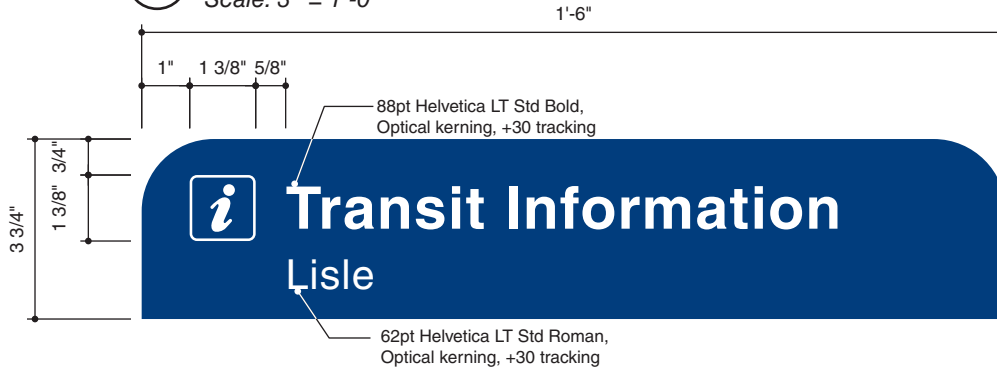 Scale: 3" = 1'-0"
1'-6"
1" 1 3/8" 5/8"
88pt Helvetica LT Std Bold,
Optical kerning, +30 tracking
3/4"
1 3/8"
3 3/4"
i Transit Information
Lisle
62pt Helvetica LT Std Roman,
Optical kerning, +30 tracking